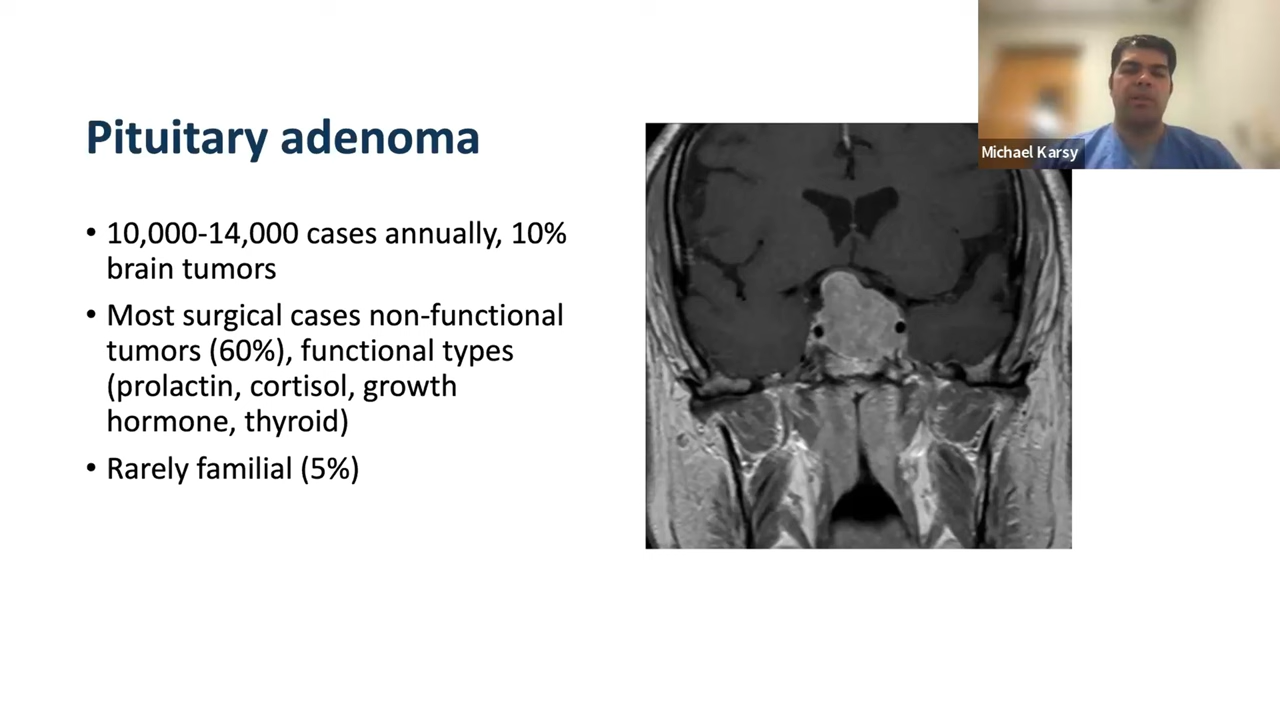 Michael Karsy
Pituitary adenoma
• 10,000-14,000 cases annually, 10%
brain tumors
• Most surgical cases non-functional
tumors (60%), functional types
(prolactin, cortisol, growth
hormone, thyroid)
• Rarely familial (5%)